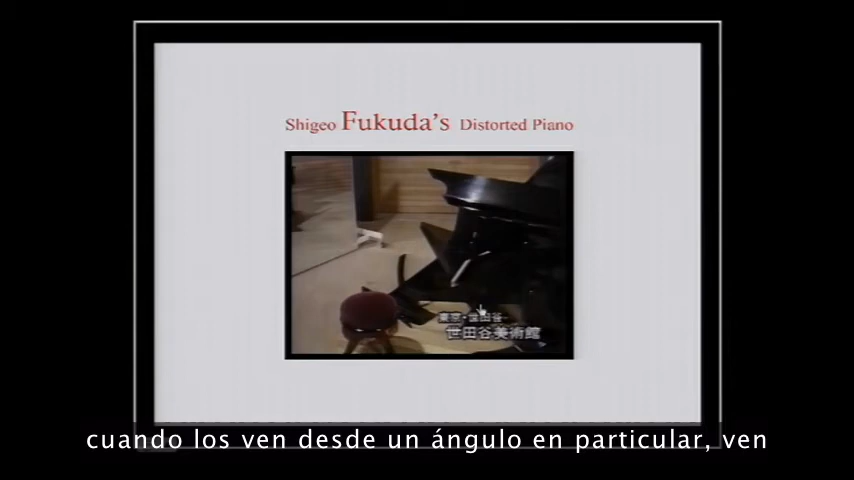 Shigeo Fukuda's Distorted Piano
東京・世田谷
世田谷美術館
cuando los ven desde un ángulo en particular, ven